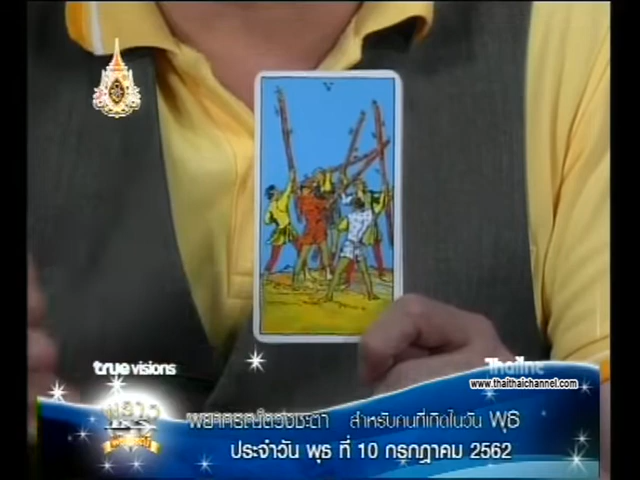 V
true visions
ThaiTNC
www.thaithaichannel.com
พยากรณ์ดวงชะตา สำหรับคนที่เกิดในวัน พุธ
ประจำวัน พุธ ที่ 10 กรกฎาคม 2562